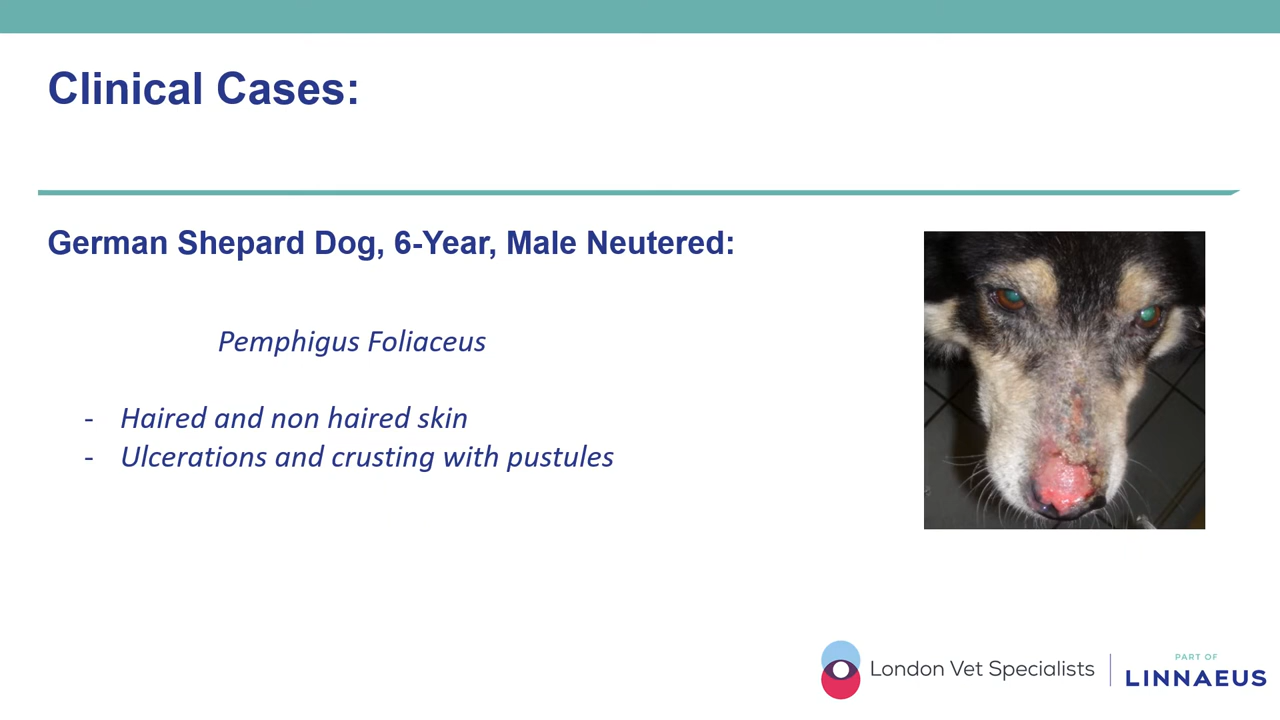 Clinical Cases:
German Shepard Dog, 6-Year, Male Neutered:
Pemphigus Foliaceus
- Haired and non haired skin
- Ulcerations and crusting with pustules
London Vet Specialists
PART OF
LINNAEUS